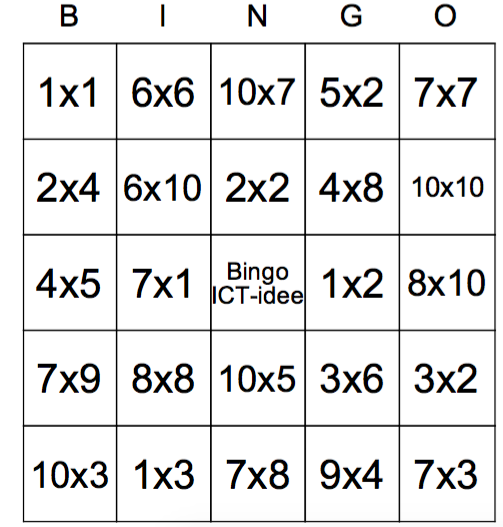 B I N G O
1x1 6x6 10x7 5x2 7x7
2x4 6x10 2x2 4x8 10x10
4x5 7x1 Bingo ICT-idee 1x2 8x10
7x9 8x8 10x5 3x6 3x2
10x3 1x3 7x8 9x4 7x3